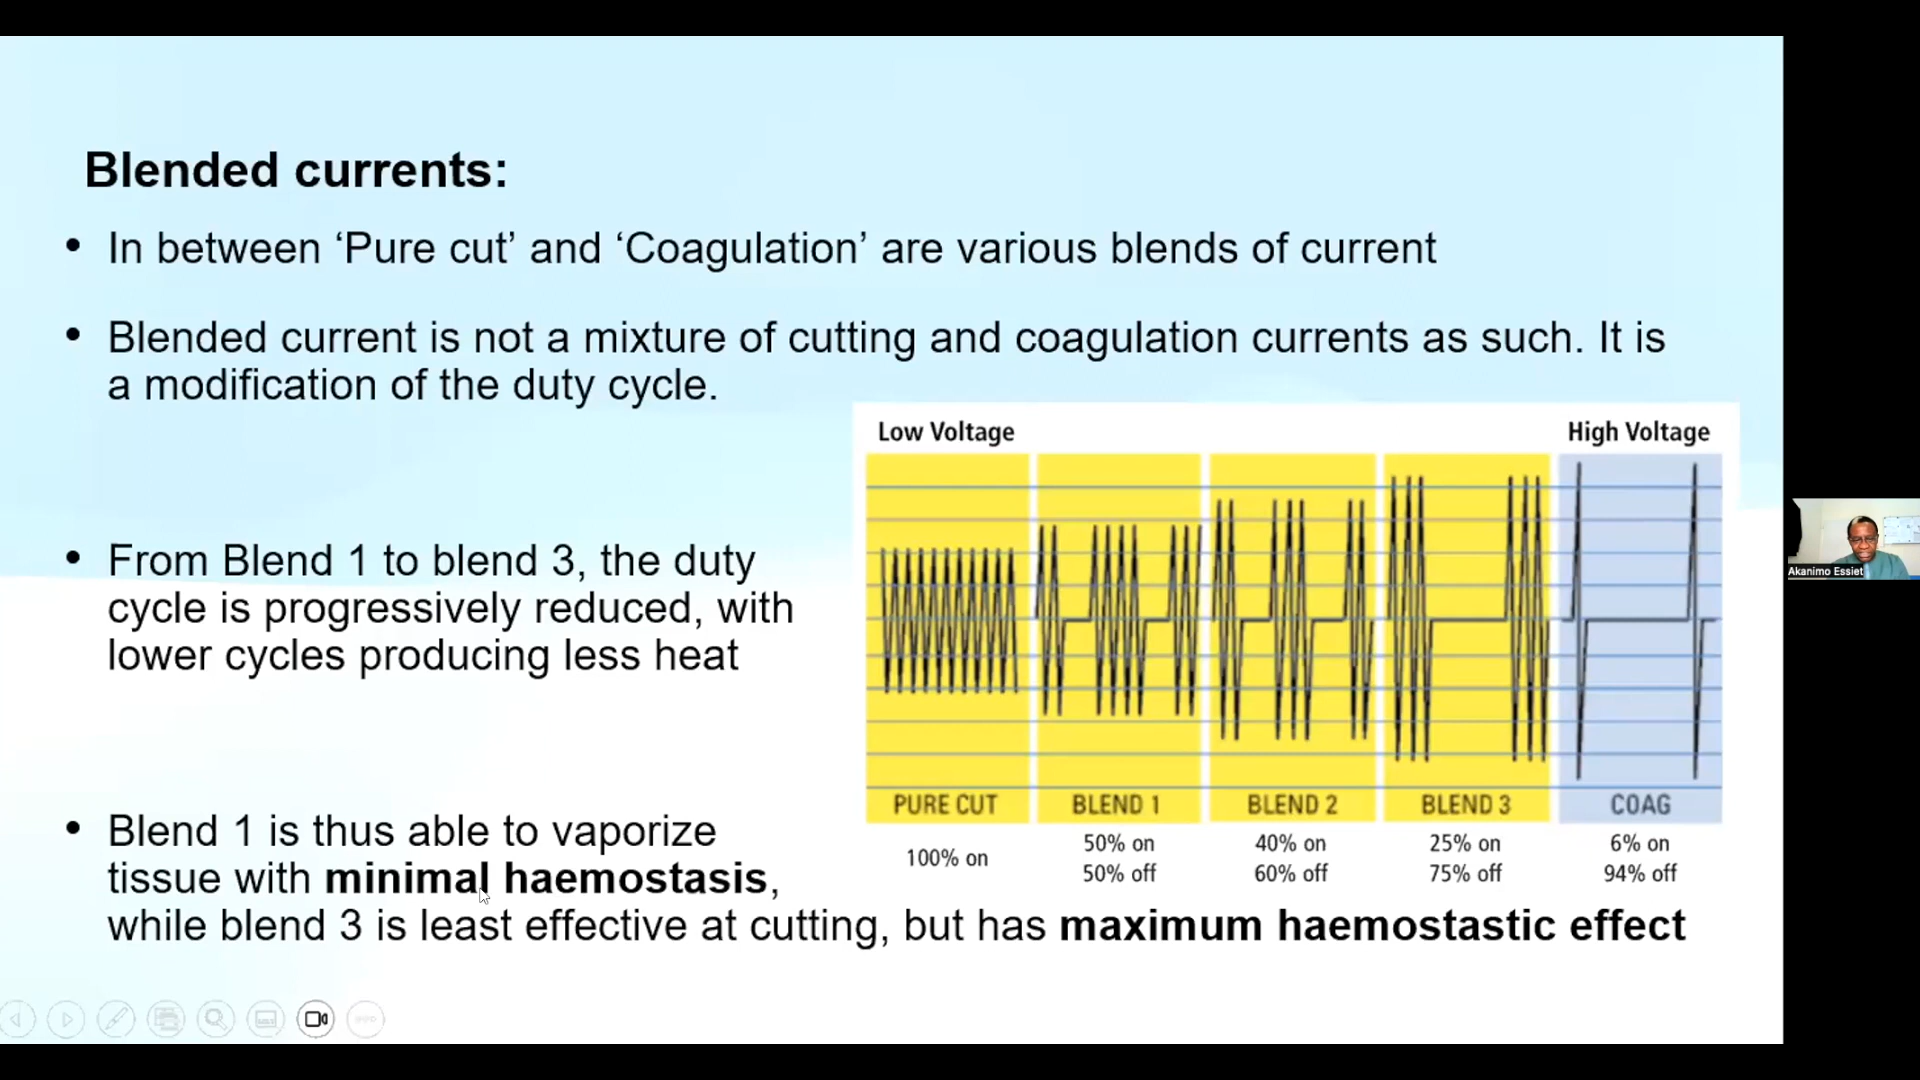 Blended currents:
• In between ‘Pure cut’ and ‘Coagulation’ are various blends of current
• Blended current is not a mixture of cutting and coagulation currents as such. It is
a modification of the duty cycle.
• From Blend 1 to blend 3, the duty
cycle is progressively reduced, with
lower cycles producing less heat
• Blend 1 is thus able to vaporize
tissue with minimal haemostasis,
while blend 3 is least effective at cutting, but has maximum haemostastic effect
Low Voltage High Voltage
PURE CUT BLEND 1 BLEND 2 BLEND 3 COAG
100% on 50% on 40% on 25% on 6% on
50% off 60% off 75% off 94% off
Akanimo Essiet